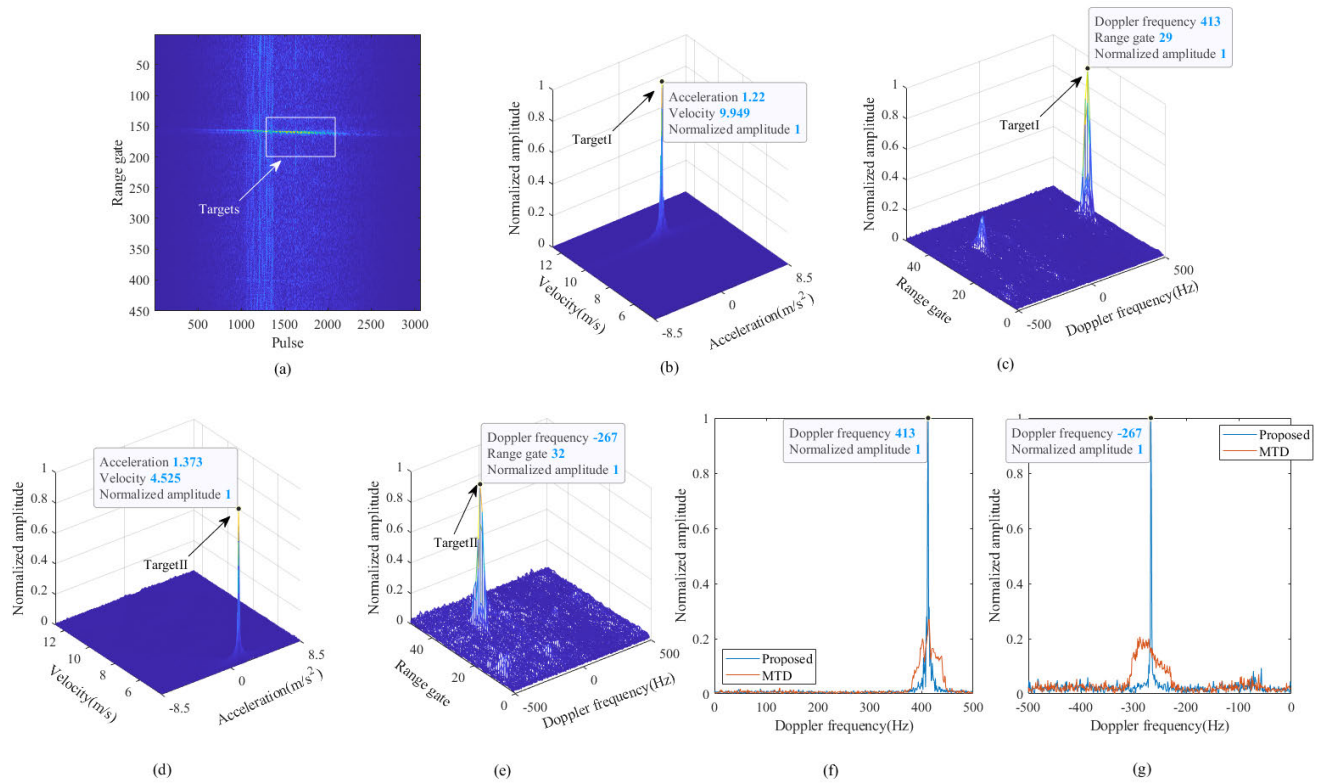 50
100
150
200
250
300
350
400
450
Range gate
Targets
500 1000 1500 2000 2500 3000
Pulse
(a)
Acceleration 1.22
Velocity 9.949
Normalized amplitude 1
TargetI
1
0.8
0.6
0.4
0.2
0
Normalized amplitude
12
10
8
6
Velocity(m/s)
-8.5
0
8.5
Acceleration(m/s²)
(b)
Doppler frequency 413
Range gate 29
Normalized amplitude 1
TargetI
1
0.8
0.6
0.4
0.2
0
Normalized amplitude
40
20
0
Range gate
-500
0
500
Doppler frequency(Hz)
(c)
Acceleration 1.373
Velocity 4.525
Normalized amplitude 1
TargetII
1
0.8
0.6
0.4
0.2
0
Normalized amplitude
12
10
8
6
Velocity(m/s)
-8.5
0
8.5
Acceleration(m/s²)
(d)
Doppler frequency -267
Range gate 32
Normalized amplitude 1
TargetII
1
0.8
0.6
0.4
0.2
0
Normalized amplitude
40
20
0
Range gate
-500
0
500
Doppler frequency(Hz)
(e)
Doppler frequency 413
Normalized amplitude 1
1
0.8
0.6
0.4
0.2
0
Normalized amplitude
Proposed
MTD
0 100 200 300 400 500
Doppler frequency(Hz)
(f)
Doppler frequency -267
Normalized amplitude 1
Proposed
MTD
1
0.8
0.6
0.4
0.2
0
Normalized amplitude
-500 -400 -300 -200 -100 0
Doppler frequency(Hz)
(g)